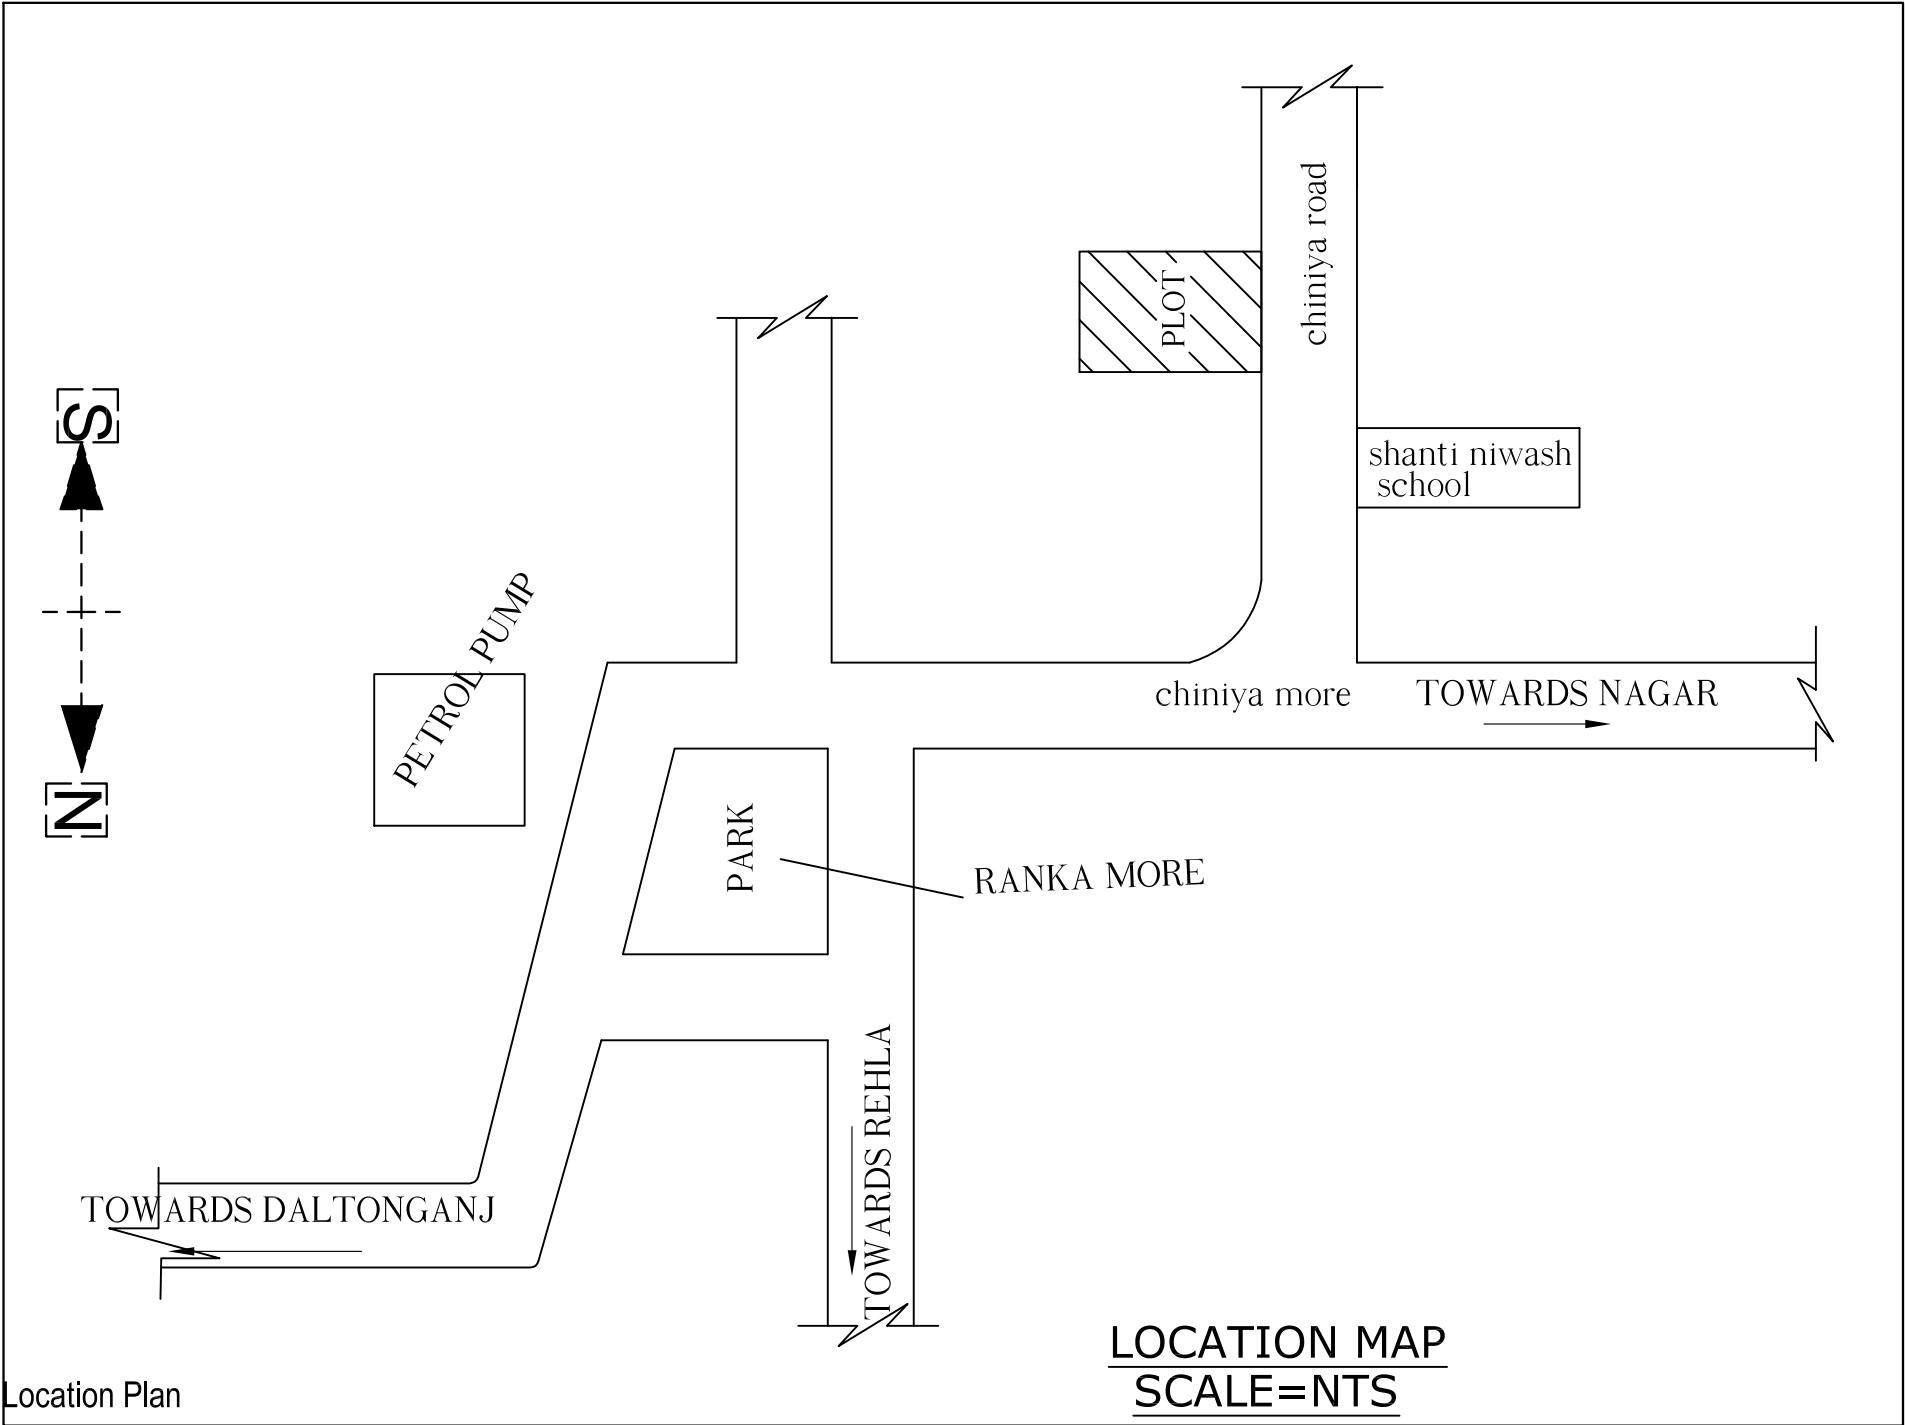 chiniya road
PLOT
S
shanti niwash
school
PETROL PUMP
chiniya more
TOWARDS NAGAR
N
PARK
RANKA MORE
TOWARDS REHLA
TOWARDS DALTONGANJ
LOCATION MAP
SCALE=NTS
Location Plan